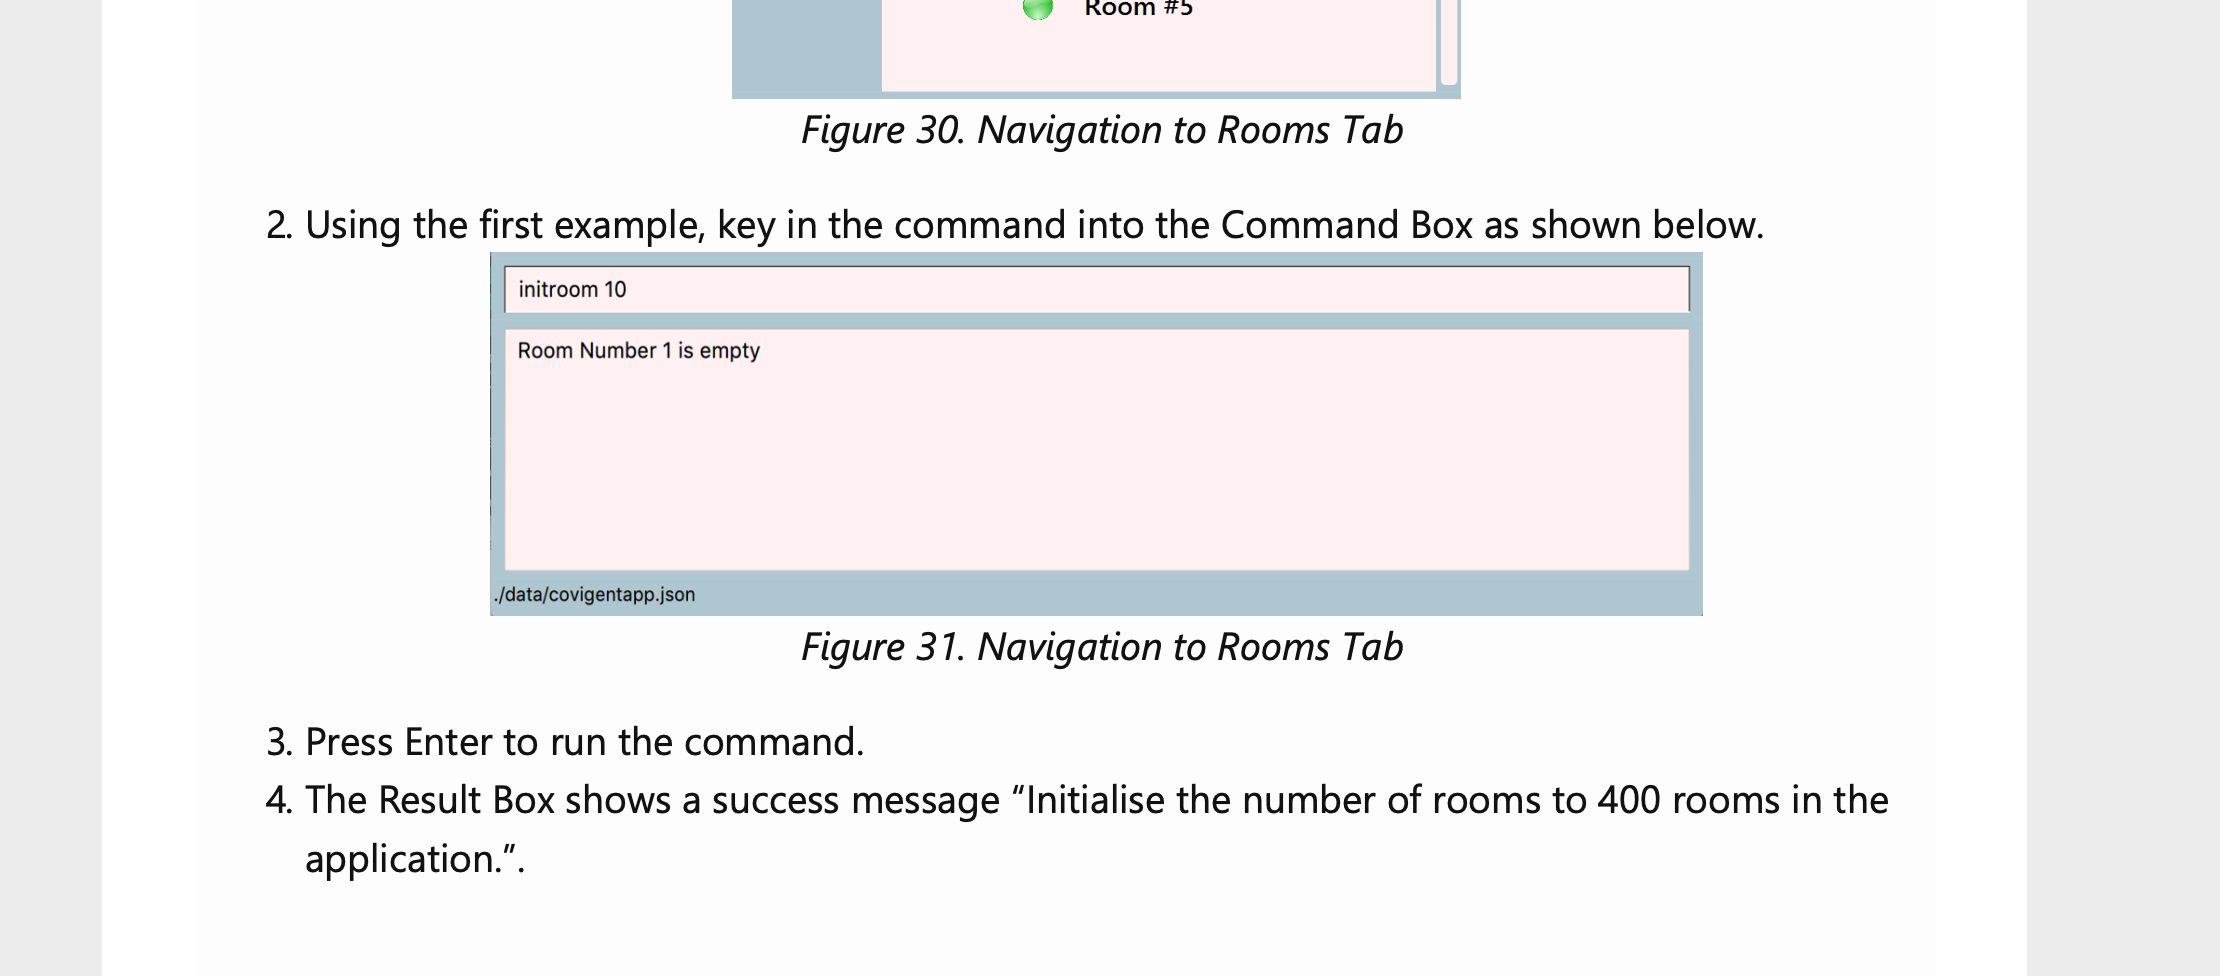 Room #5
Figure 30. Navigation to Rooms Tab
2. Using the first example, key in the command into the Command Box as shown below.
initroom 10
Room Number 1 is empty
./data/covigentapp.json
Figure 31. Navigation to Rooms Tab
3. Press Enter to run the command.
4. The Result Box shows a success message “Initialise the number of rooms to 400 rooms in the
application.”.